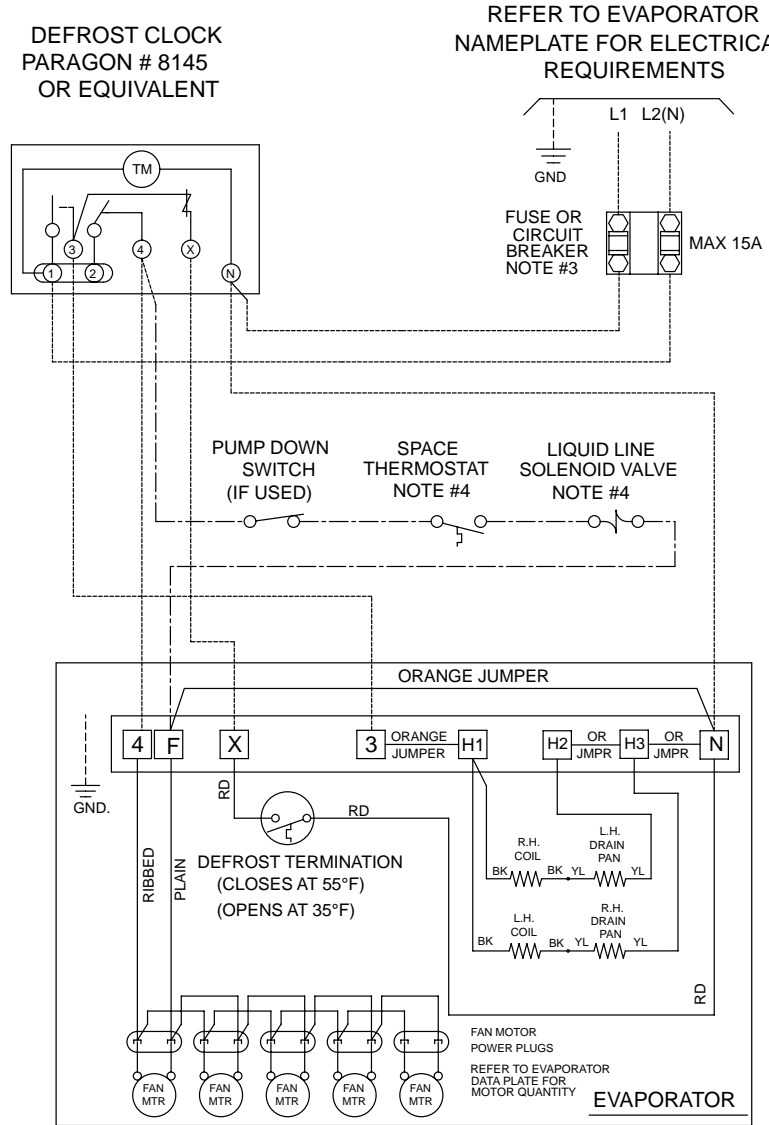 DEFROST CLOCK
PARAGON # 8145
OR EQUIVALENT
REFER TO EVAPORATOR
NAMEPLATE FOR ELECTRICA
REQUIREMENTS
L1 L2(N)
GND
FUSE OR
CIRCUIT
BREAKER
NOTE #3
MAX 15A
TM
3
4
X
1
2
N
PUMP DOWN
SWITCH
(IF USED)
SPACE
THERMOSTAT
NOTE #4
LIQUID LINE
SOLENOID VALVE
NOTE #4
ORANGE JUMPER
4 F X 3
ORANGE
JUMPER
H1
H2
OR
JMPR
H3
OR
JMPR
N
GND.
RD
RD
RIBBED
PLAIN
DEFROST TERMINATION
(CLOSES AT 55°F)
(OPENS AT 35°F)
R.H.
COIL
L.H.
DRAIN
PAN
BK BK YL YL
L.H.
COIL
R.H.
DRAIN
PAN
BK BK YL YL
RD
FAN MOTOR
POWER PLUGS
REFER TO EVAPORATOR
DATA PLATE FOR
MOTOR QUANTITY
FAN
MTR
FAN
MTR
FAN
MTR
FAN
MTR
FAN
MTR
EVAPORATOR